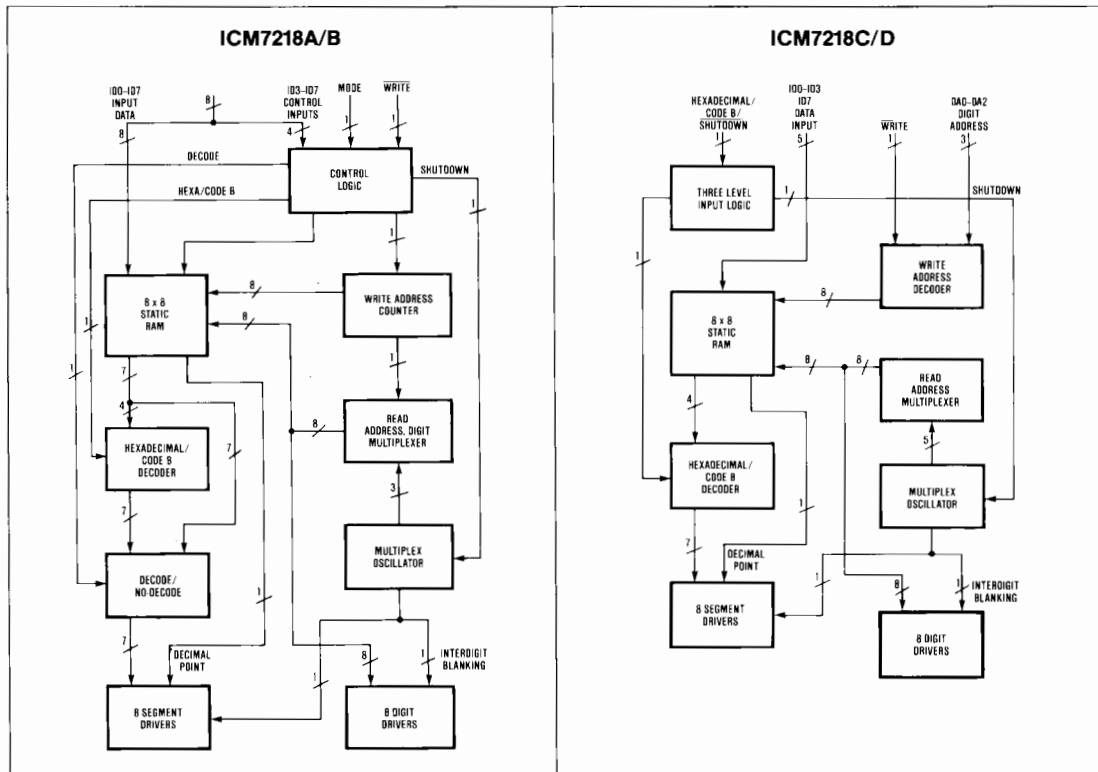 ICM7218A/B
ID0-ID7
INPUT
DATA
8
8
ID3-ID7
CONTROL
INPUTS
4
MODE
1
WRITE
1
DECODE
HEXA/CODE B
CONTROL
LOGIC
SHUTDOWN
1
1
8 x 8
STATIC
RAM
8
WRITE ADDRESS
COUNTER
8
1
1
1
7
4
7
HEXADECIMAL/
CODE B
DECODER
8
READ
ADDRESS, DIGIT
MULTIPLEXER
3
7
DECODE/
NO-DECODE
1
MULTIPLEX
OSCILLATOR
7
DECIMAL
POINT
1
8
1
INTERDIGIT
BLANKING
8 SEGMENT
DRIVERS
8 DIGIT
DRIVERS
ICM7218C/D
HEXADECIMAL/
CODE B/
SHUTDOWN
1
ID0-ID3
ID7
DATA
INPUT
5
WRITE
1
DA0-DA2
DIGIT
ADDRESS
3
THREE LEVEL
INPUT LOGIC
1
SHUTDOWN
1
WRITE
ADDRESS
DECODER
8
8 x 8
STATIC
RAM
8
8
READ
ADDRESS
MULTIPLEXER
4
5
HEXADECIMAL/
CODE B
DECODER
1
MULTIPLEX
OSCILLATOR
7
DECIMAL
POINT
1
8
1
INTERDIGIT
BLANKING
8 SEGMENT
DRIVERS
8 DIGIT
DRIVERS